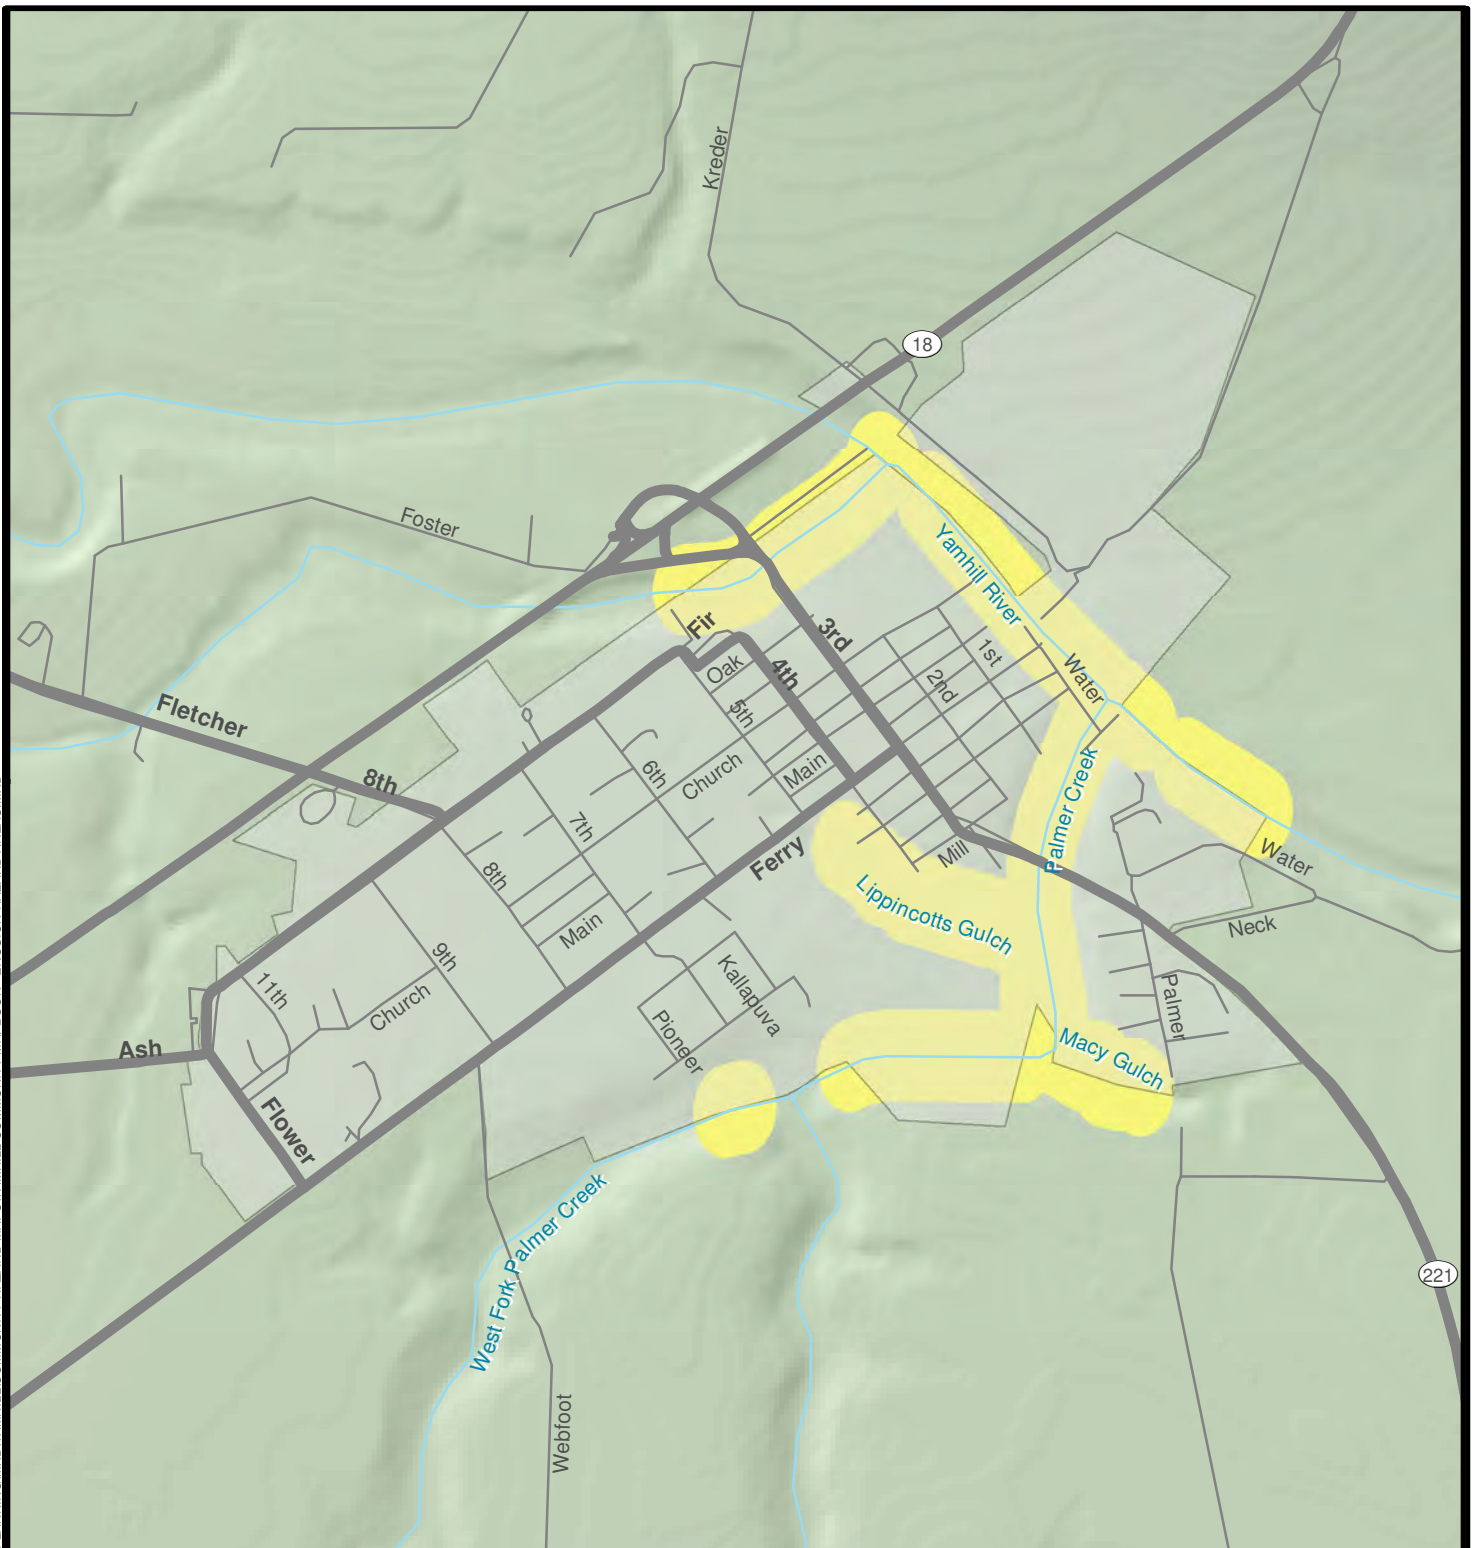 Kreder
18
Foster
Yamhill River
Fir
3rd
1st
Oak
4th
Water
2nd
5th
Fletcher
6th
Church
Main
8th
Palmer Creek
7th
Ferry
Mill
Water
8th
Lippincotts Gulch
Main
Neck
9th
Kallapuva
11th
Church
Palmer
Pioneer
Ash
Macy Gulch
Flower
West Fork Palmer Creek
221
Webfoot